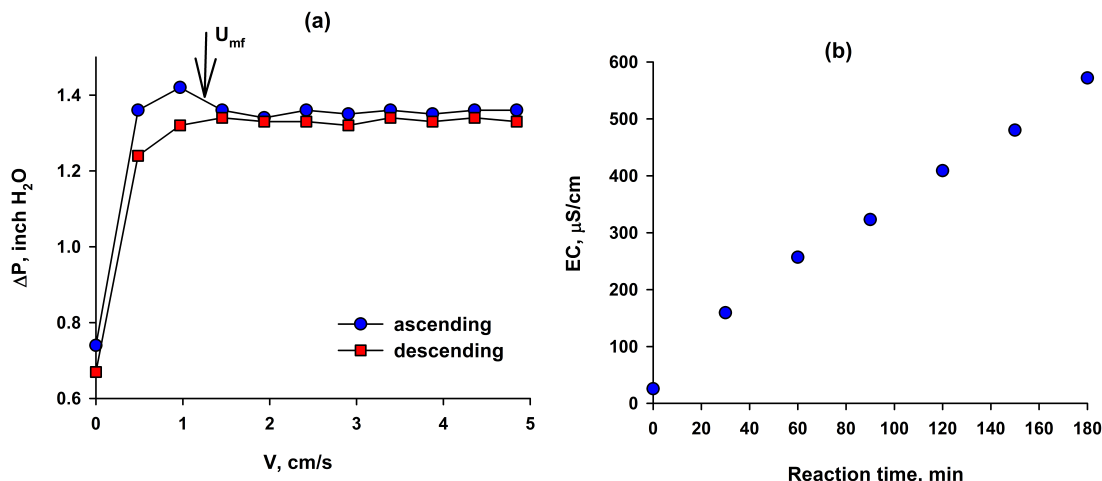 (a)
U_mf
1.4
1.2
1.0
0.8
0.6
ΔP, inch H₂O
ascending
descending
0 1 2 3 4 5
V, cm/s
(b)
600
500
400
300
200
100
0
EC, μS/cm
0 20 40 60 80 100 120 140 160 180
Reaction time, min